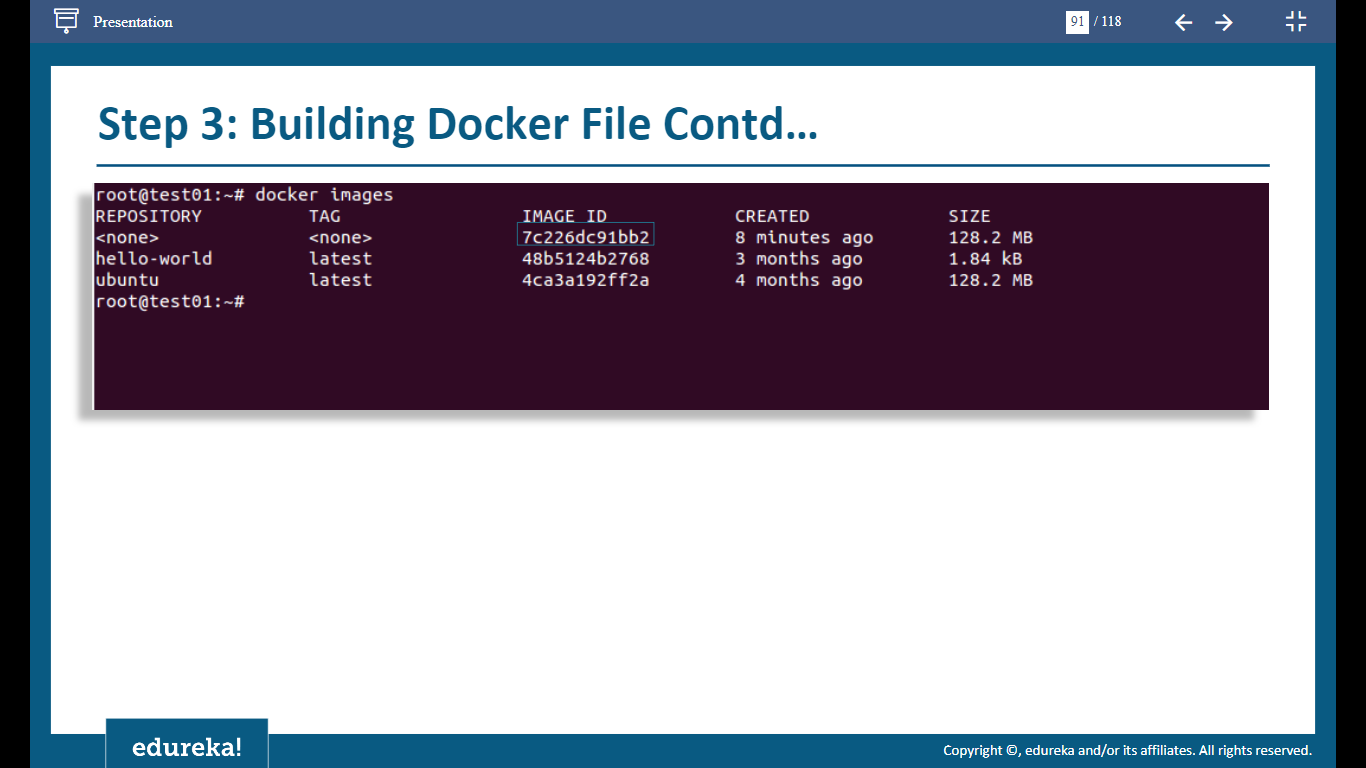 Presentation
91 / 118
Step 3: Building Docker File Contd...
root@test01:~# docker images
REPOSITORY TAG IMAGE ID CREATED SIZE
<none> <none> 7c226dc91bb2 8 minutes ago 128.2 MB
hello-world latest 48b5124b2768 3 months ago 1.84 kB
ubuntu latest 4ca3a192ff2a 4 months ago 128.2 MB
root@test01:~#
edureka!
Copyright ©, edureka and/or its affiliates. All rights reserved.